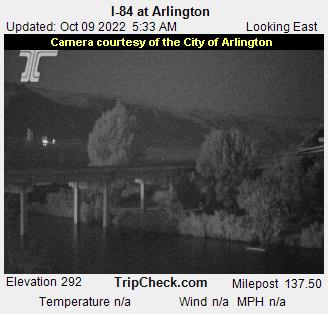 I-84 at Arlington
Updated: Oct 09 2022 5:33 AM Looking East
Camera courtesy of the City of Arlington
Elevation 292 TripCheck.com Milepost 137.50
Temperature n/a Wind n/a MPH n/a